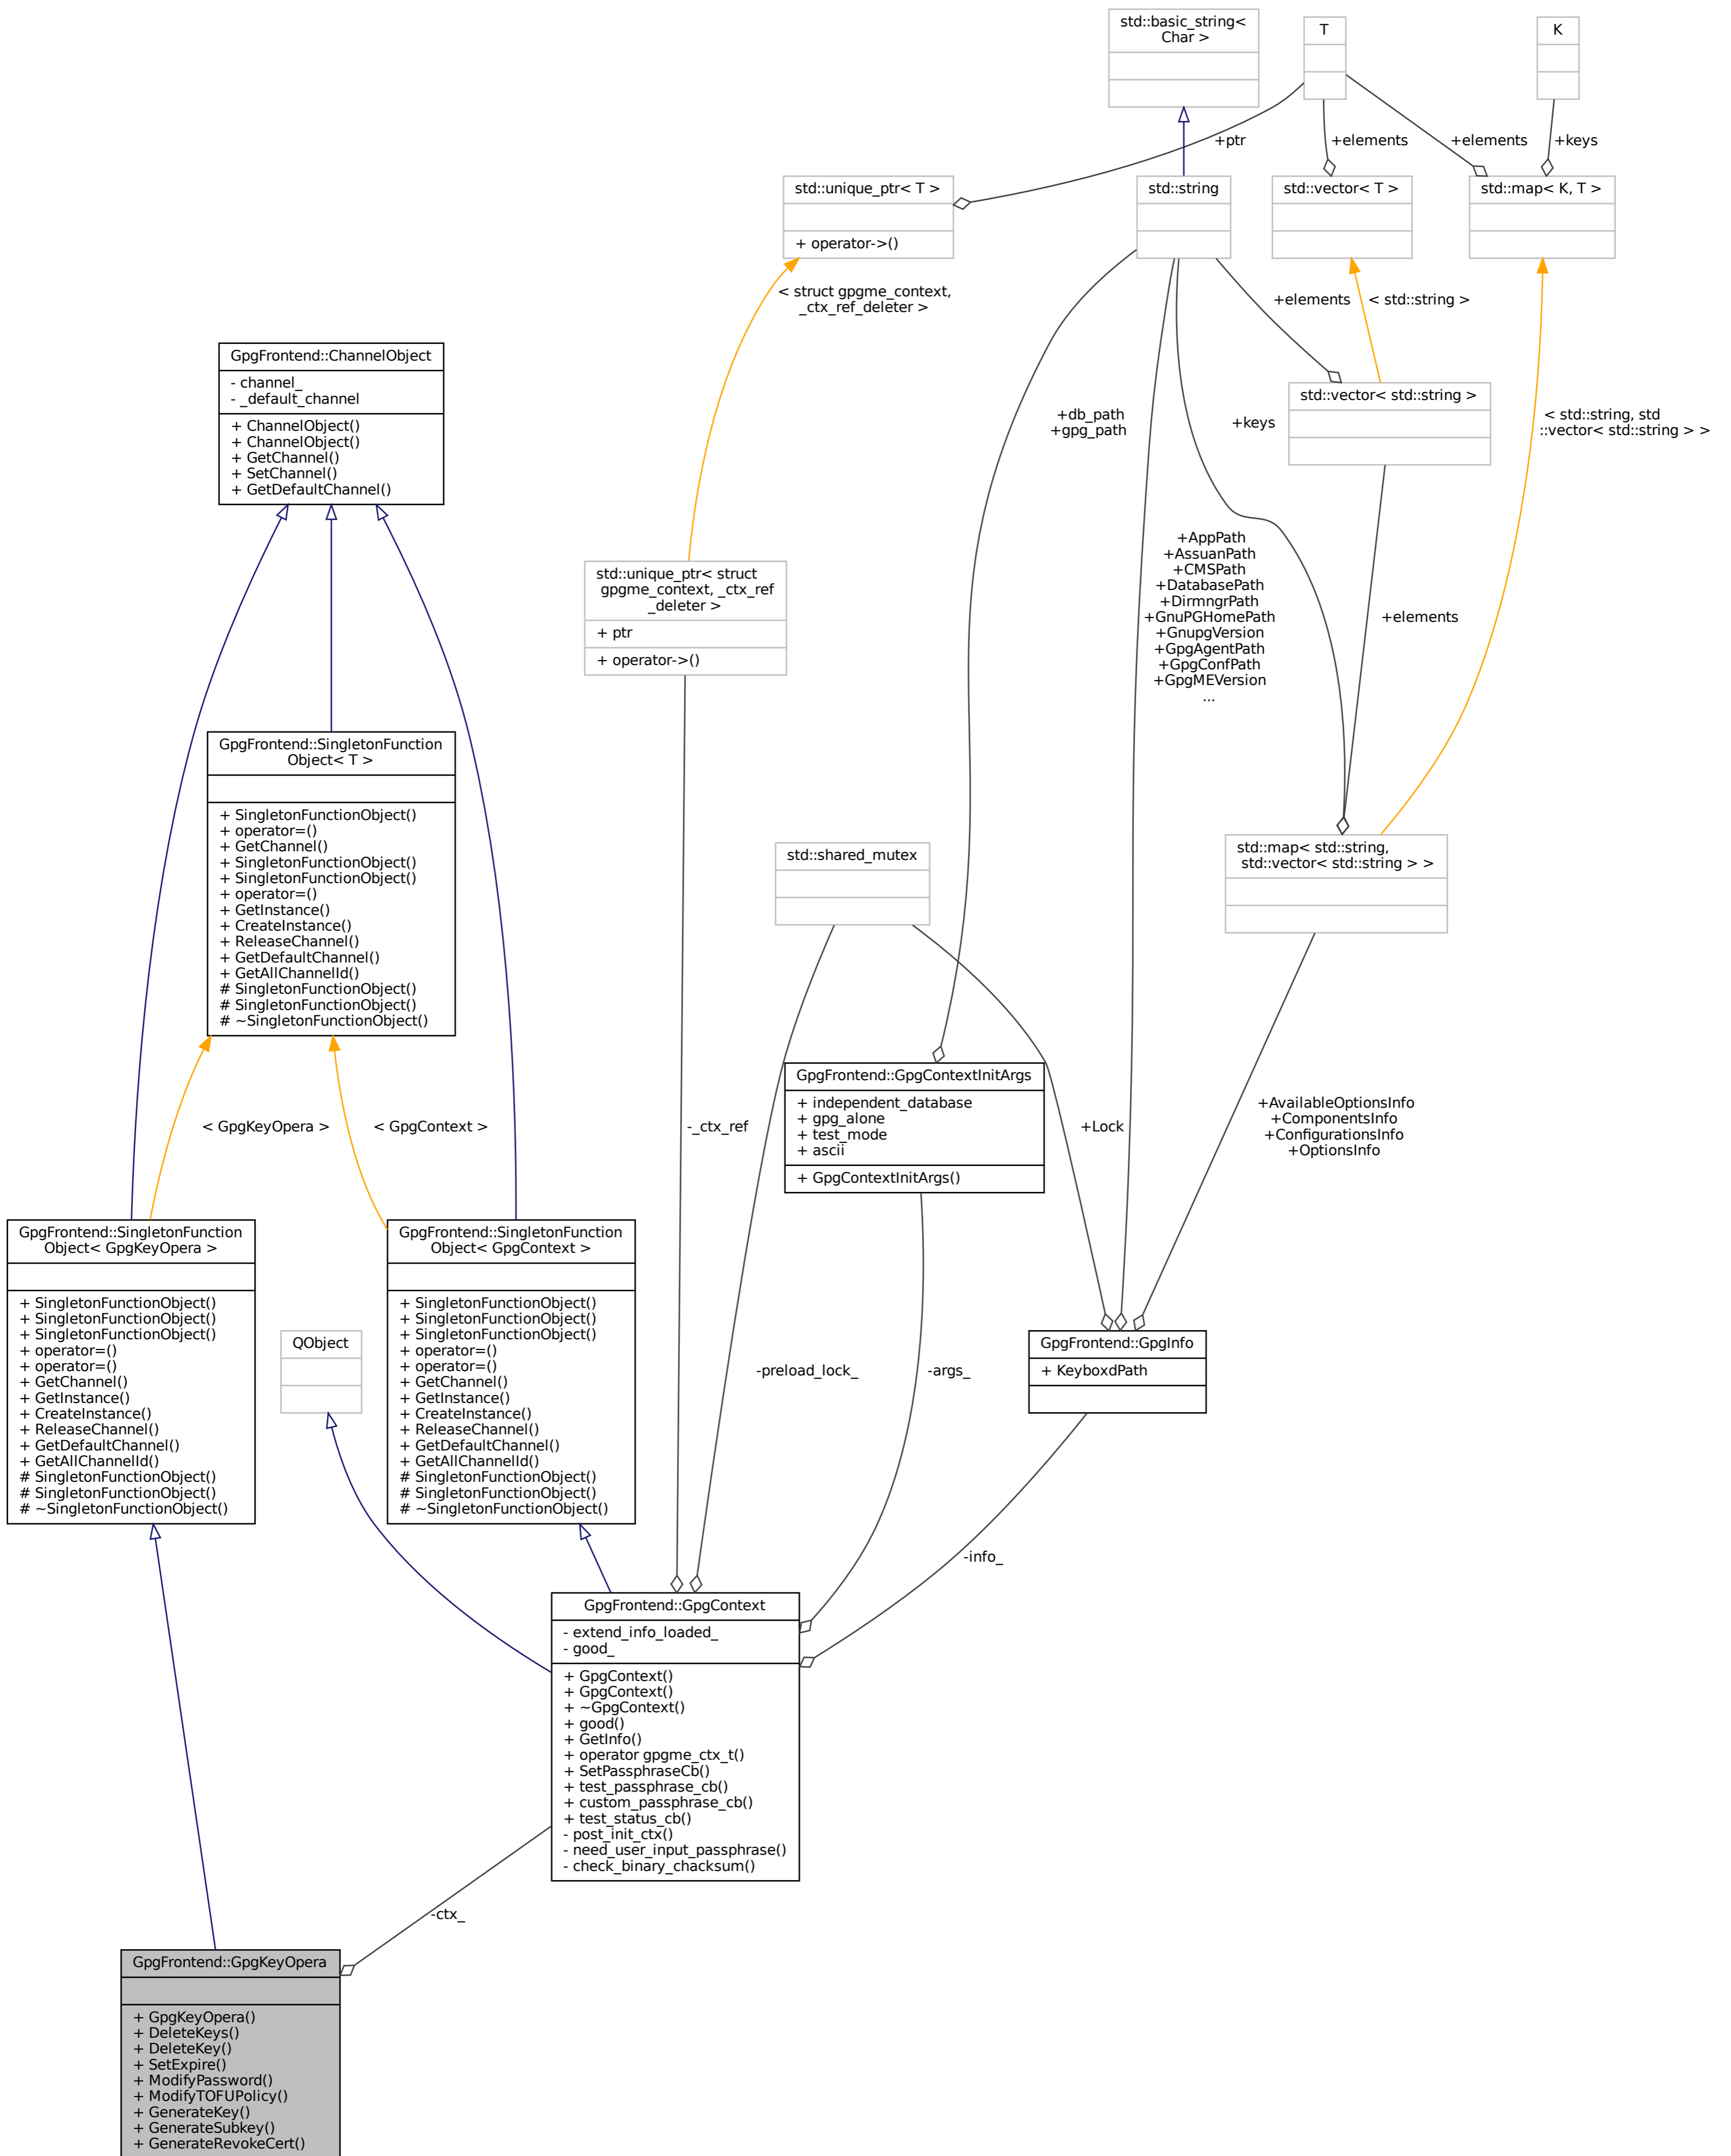 std::basic_string<
Char >
T
K
+ptr
+elements
+elements
+keys
std::unique_ptr< T >
+ operator->()
std::string
std::vector< T >
std::map< K, T >
< struct gpgme_context,
_ctx_ref_deleter >
+elements
< std::string >
GpgFrontend::ChannelObject
- channel_
- _default_channel
+ ChannelObject()
+ ChannelObject()
+ GetChannel()
+ SetChannel()
+ GetDefaultChannel()
+db_path
+gpg_path
+keys
std::vector< std::string >
< std::string, std
::vector< std::string > >
std::unique_ptr< struct
gpgme_context, _ctx_ref
_deleter >
+ ptr
+ operator->()
+AppPath
+AssuanPath
+CMSPath
+DatabasePath
+DirmngrPath
+GnuPGHomePath
+GnupgVersion
+GpgAgentPath
+GpgConfPath
+GpgMEVersion
...
+elements
GpgFrontend::SingletonFunction
Object< T >
+ SingletonFunctionObject()
+ operator=()
+ GetChannel()
+ SingletonFunctionObject()
+ SingletonFunctionObject()
+ operator=()
+ GetInstance()
+ CreateInstance()
+ ReleaseChannel()
+ GetDefaultChannel()
+ GetAllChannelId()
# SingletonFunctionObject()
# SingletonFunctionObject()
# ~SingletonFunctionObject()
std::shared_mutex
std::map< std::string,
std::vector< std::string > >
< GpgKeyOpera >
< GpgContext >
-_ctx_ref
GpgFrontend::GpgContextInitArgs
+ independent_database
+ gpg_alone
+ test_mode
+ ascii
+ GpgContextInitArgs()
+Lock
+AvailableOptionsInfo
+ComponentsInfo
+ConfigurationsInfo
+OptionsInfo
GpgFrontend::SingletonFunction
Object< GpgKeyOpera >
+ SingletonFunctionObject()
+ SingletonFunctionObject()
+ SingletonFunctionObject()
+ operator=()
+ operator=()
+ GetChannel()
+ GetInstance()
+ CreateInstance()
+ ReleaseChannel()
+ GetDefaultChannel()
+ GetAllChannelId()
# SingletonFunctionObject()
# SingletonFunctionObject()
# ~SingletonFunctionObject()
QObject
GpgFrontend::SingletonFunction
Object< GpgContext >
+ SingletonFunctionObject()
+ SingletonFunctionObject()
+ SingletonFunctionObject()
+ operator=()
+ operator=()
+ GetChannel()
+ GetInstance()
+ CreateInstance()
+ ReleaseChannel()
+ GetDefaultChannel()
+ GetAllChannelId()
# SingletonFunctionObject()
# SingletonFunctionObject()
# ~SingletonFunctionObject()
-preload_lock_
-args_
GpgFrontend::GpgInfo
+ KeyboxdPath
-info_
GpgFrontend::GpgContext
- extend_info_loaded_
- good_
+ GpgContext()
+ GpgContext()
+ ~GpgContext()
+ good()
+ GetInfo()
+ operator gpgme_ctx_t()
+ SetPassphraseCb()
+ test_passphrase_cb()
+ custom_passphrase_cb()
+ test_status_cb()
- post_init_ctx()
- need_user_input_passphrase()
- check_binary_chacksum()
-ctx_
GpgFrontend::GpgKeyOpera
+ GpgKeyOpera()
+ DeleteKeys()
+ DeleteKey()
+ SetExpire()
+ ModifyPassword()
+ ModifyTOFUPolicy()
+ GenerateKey()
+ GenerateSubkey()
+ GenerateRevokeCert()